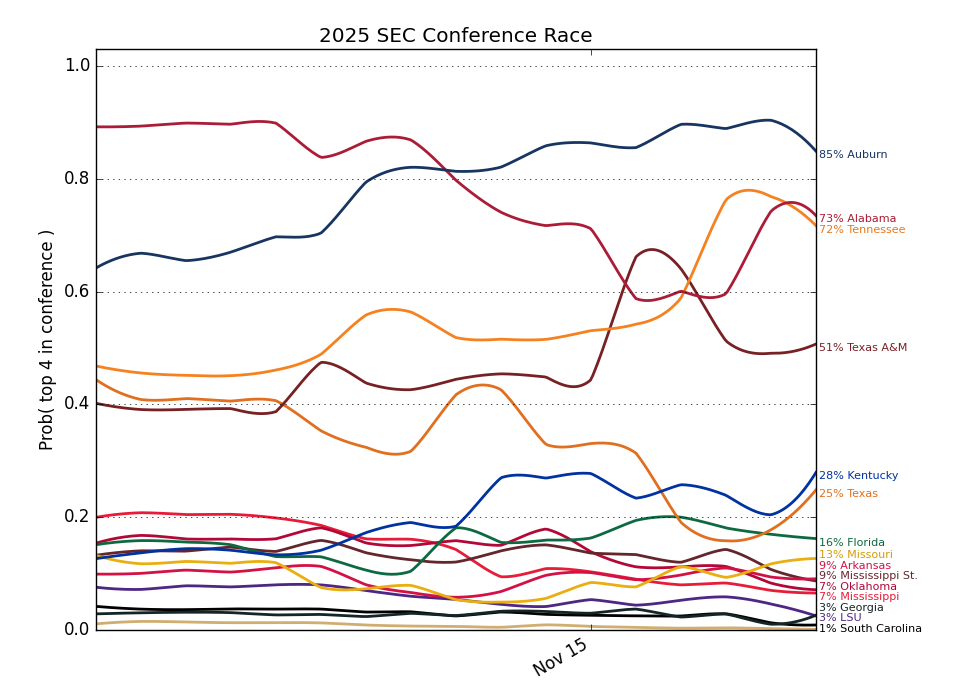 2025 SEC Conference Race
Prob( top 4 in conference )
1.0
0.8
0.6
0.4
0.2
0.0
Nov 15
85% Auburn
73% Alabama
72% Tennessee
51% Texas A&M
28% Kentucky
25% Texas
16% Florida
13% Missouri
9% Arkansas
9% Mississippi St.
7% Oklahoma
7% Mississippi
3% Georgia
3% LSU
1% South Carolina